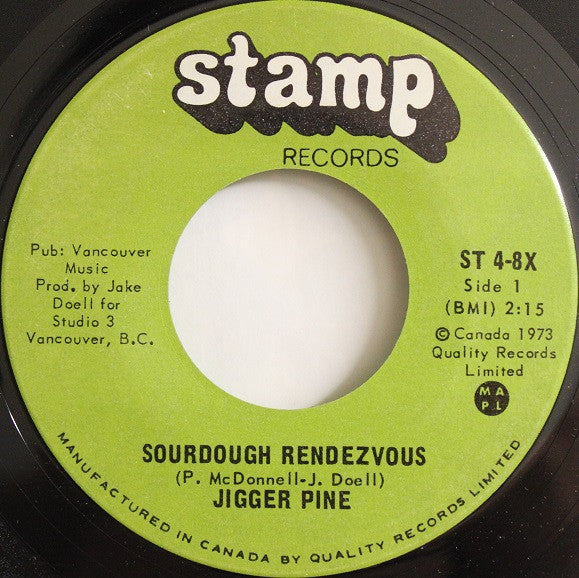 stamp
RECORDS
Pub: Vancouver
Music
Prod. by Jake
Doell for
Studio 3
Vancouver, B.C.
ST 4-8X
Side 1
(BMI) 2:15
© Canada 1973
Quality Records
Limited
M A
P L
SOURDOUGH RENDEZVOUS
(P. McDonnell-J. Doell)
JIGGER PINE
MANUFACTURED IN CANADA BY QUALITY RECORDS LIMITED